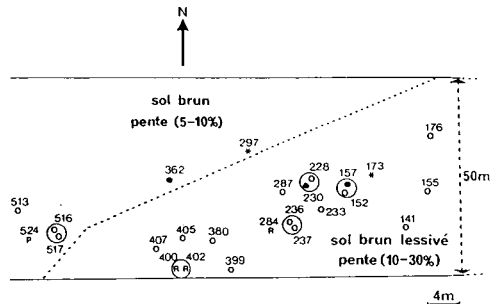 N
sol brun
pente (5-10%)
297
176
362
228
157
173
287
50m
513
230
152
155
516
284
236
233
524
405
380
141
517
407
237
sol brun lessivé
400
402
399
pente (10-30%)
R
R
R R
4m